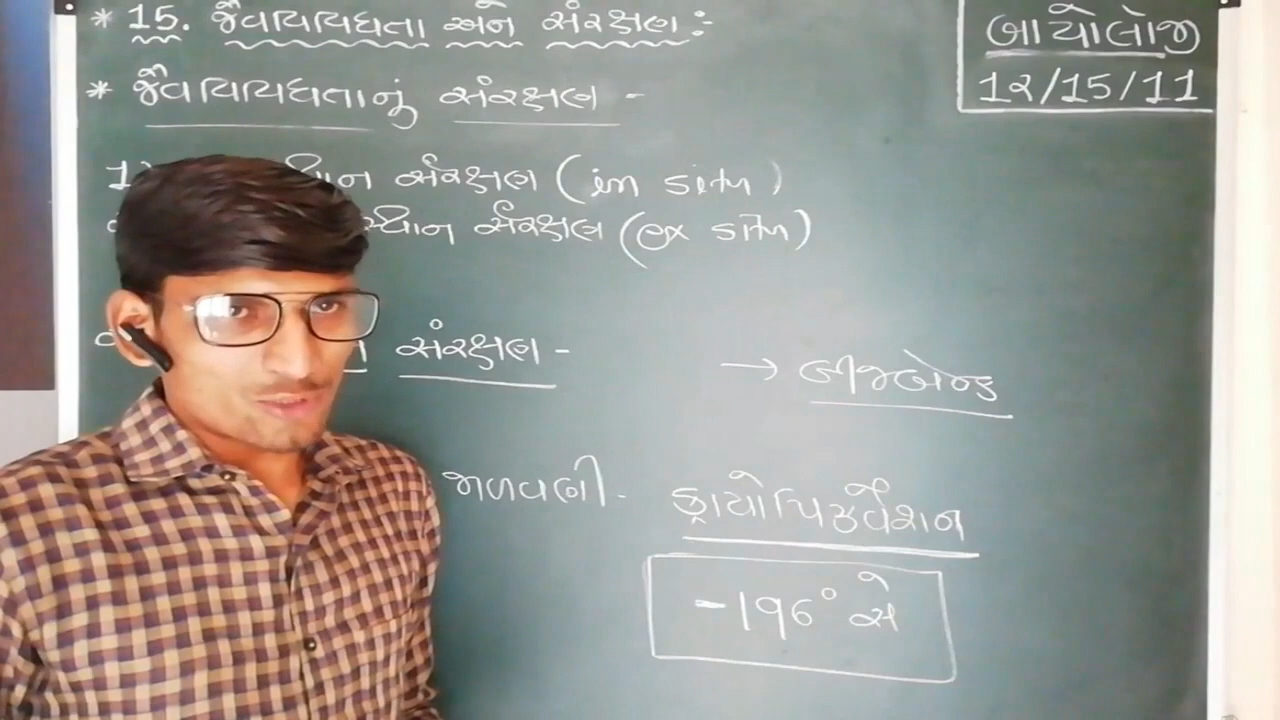 * 15. જૈવવિવિધતા અને સંરક્ષણ :
બાયોલોજી
12/15/11
* જૈવવિવિધતાનું સંરક્ષણ -
સંરક્ષણ (in situ)
સંરક્ષણ (ex situ)
સંરક્ષણ -
→ બીજબેન્ક
જાળવણી - ક્રાયોપ્રિઝર્વેશન
-196° સે